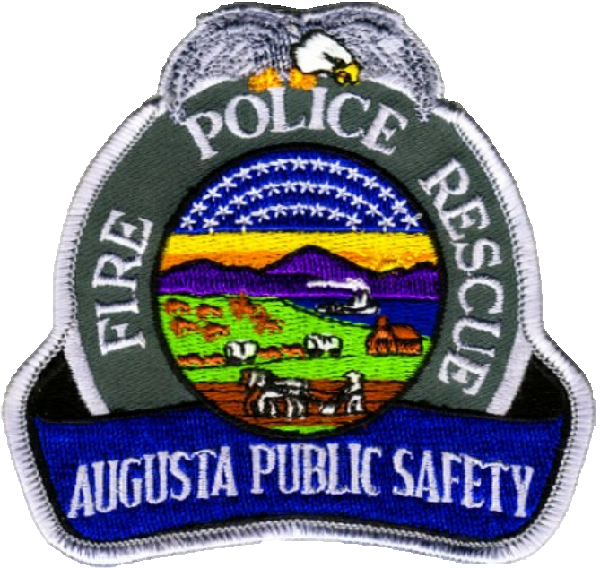 POLICE
FIRE
RESCUE
AUGUSTA PUBLIC SAFETY